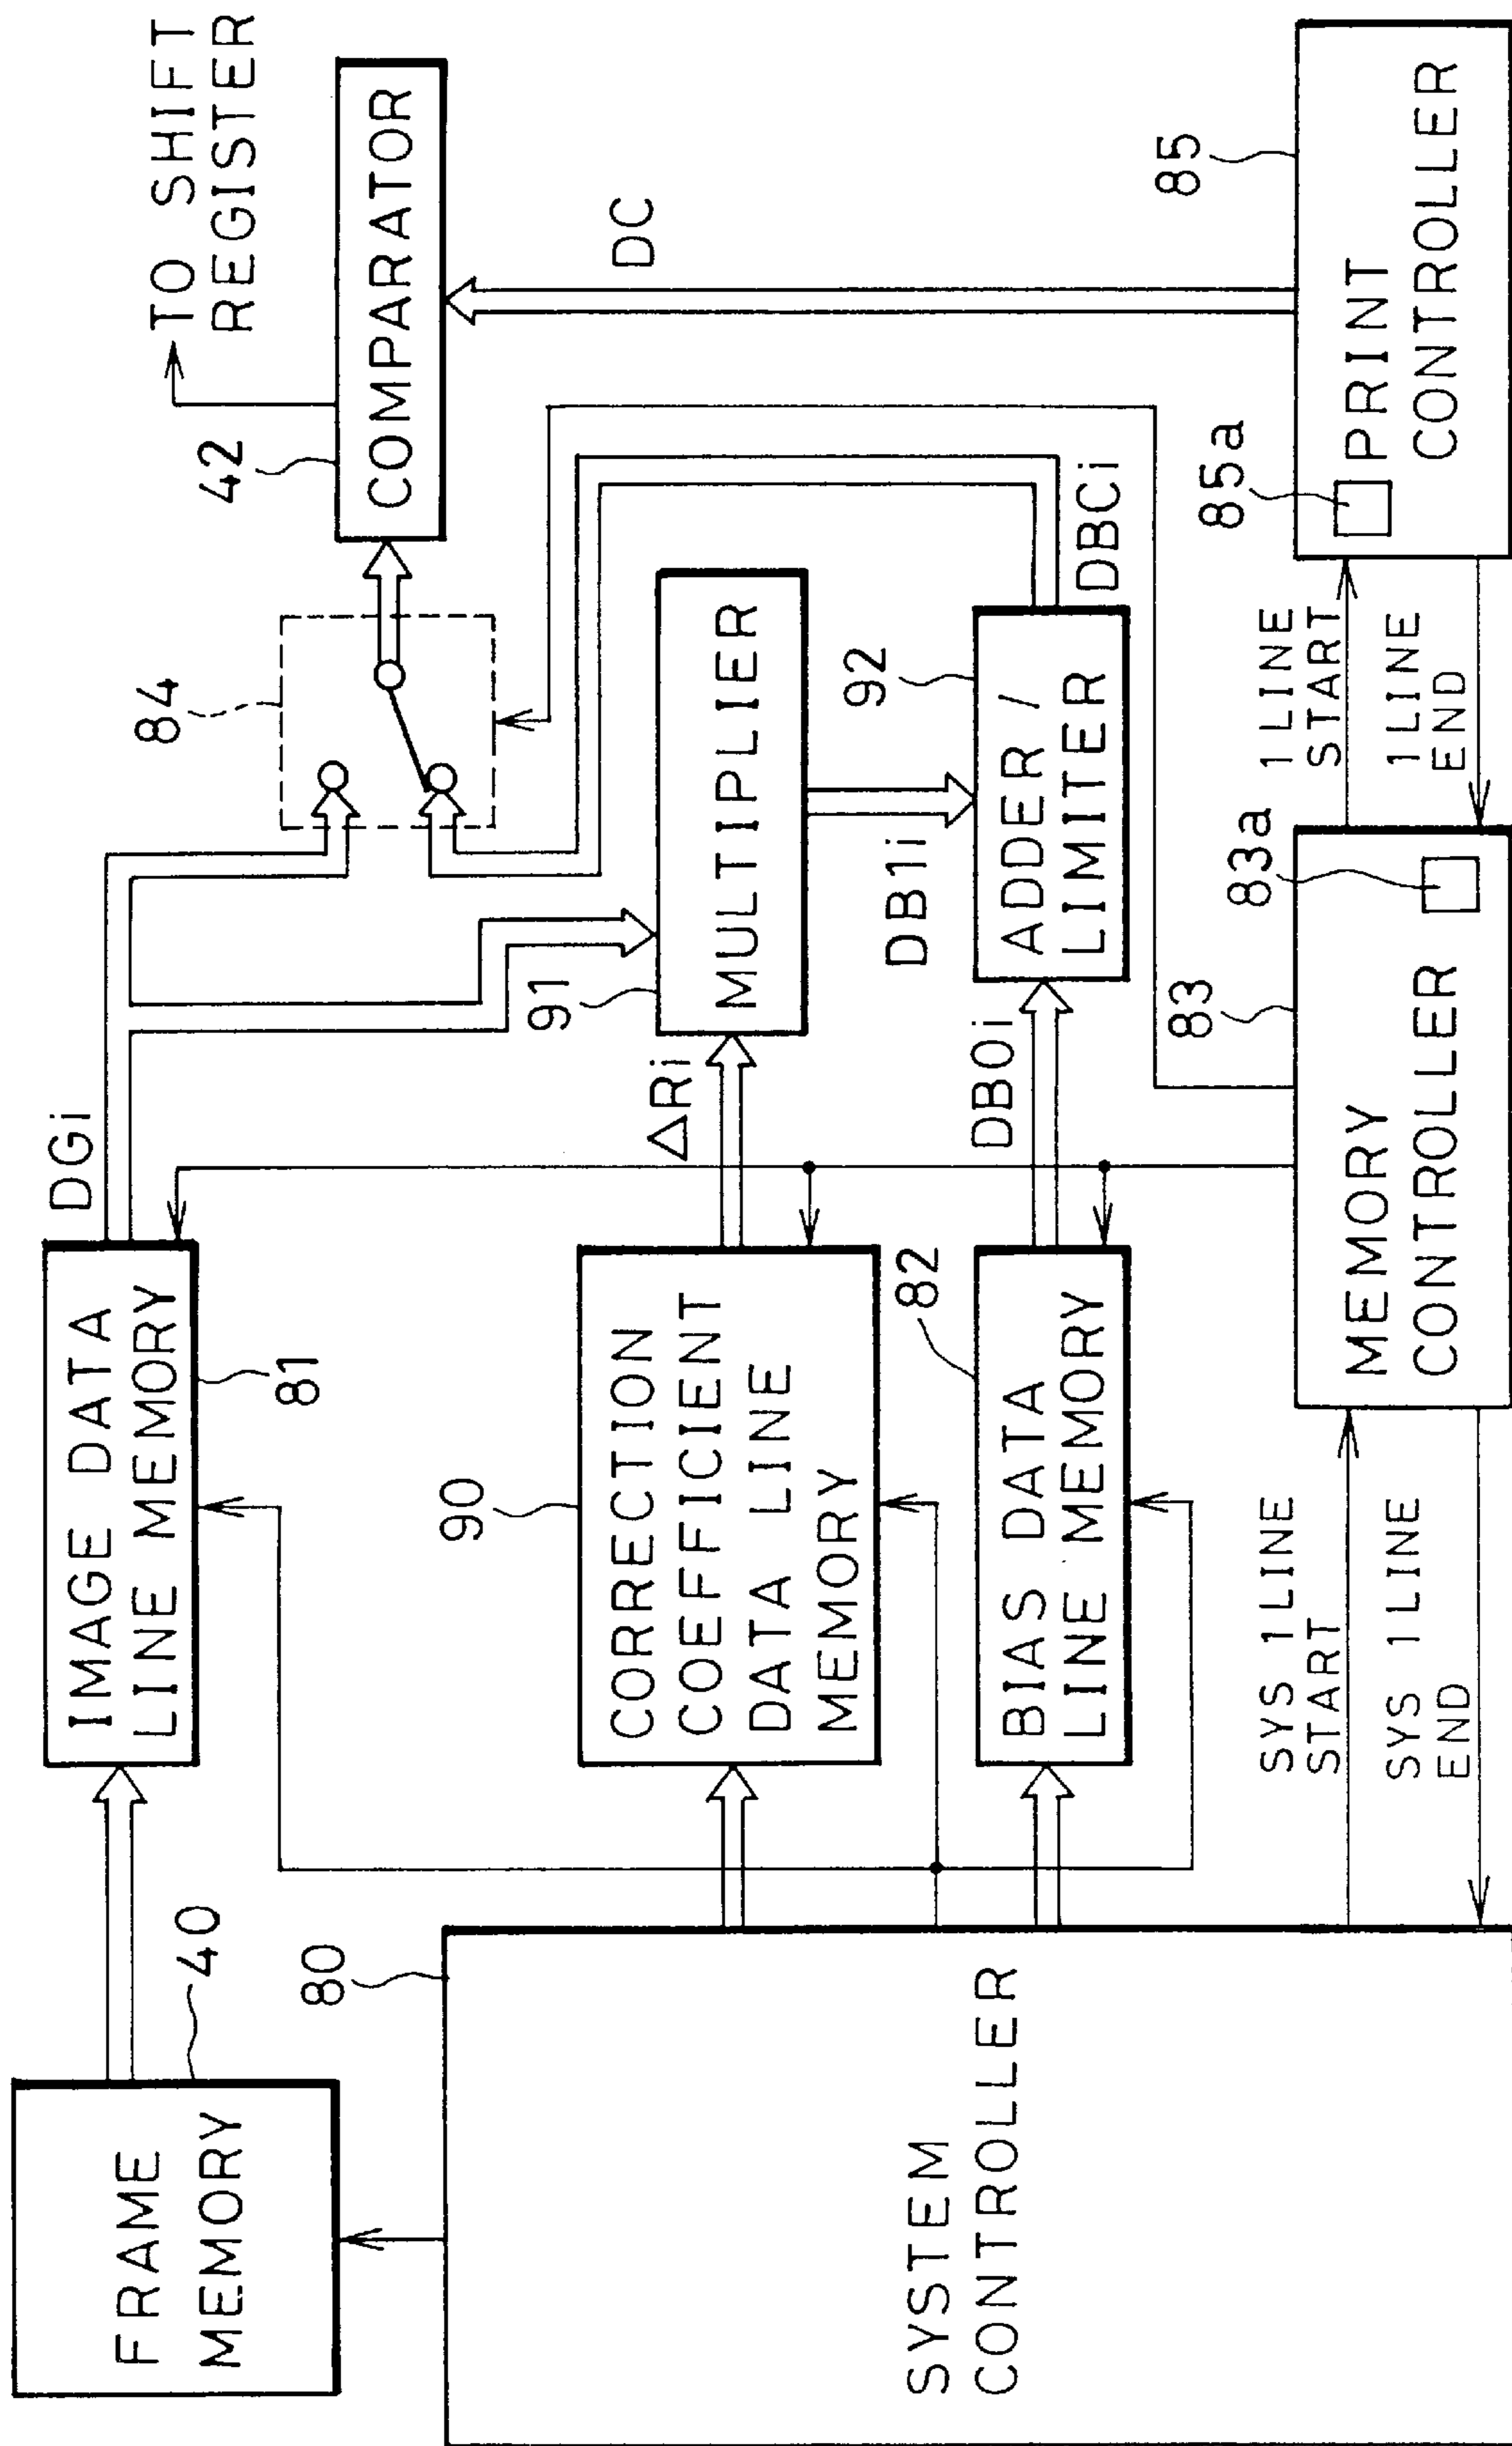 FRAME
MEMORY
40
IMAGE DATA
LINE MEMORY
81
DGi
84
42
COMPARATOR
TO SHIFT
REGISTER
80
SYSTEM
CONTROLLER
90
CORRECTION
COEFFICIENT
DATA LINE
MEMORY
△Ri
91
MULTIPLIER
DC
82
BIAS DATA
LINE MEMORY
DB0i
DB1i
92
ADDER /
LIMITER
DBCi
SYS 1LINE
START
SYS 1LINE
END
83
MEMORY
CONTROLLER
83a
1LINE
START
1LINE
END
85a
85
PRINT
CONTROLLER